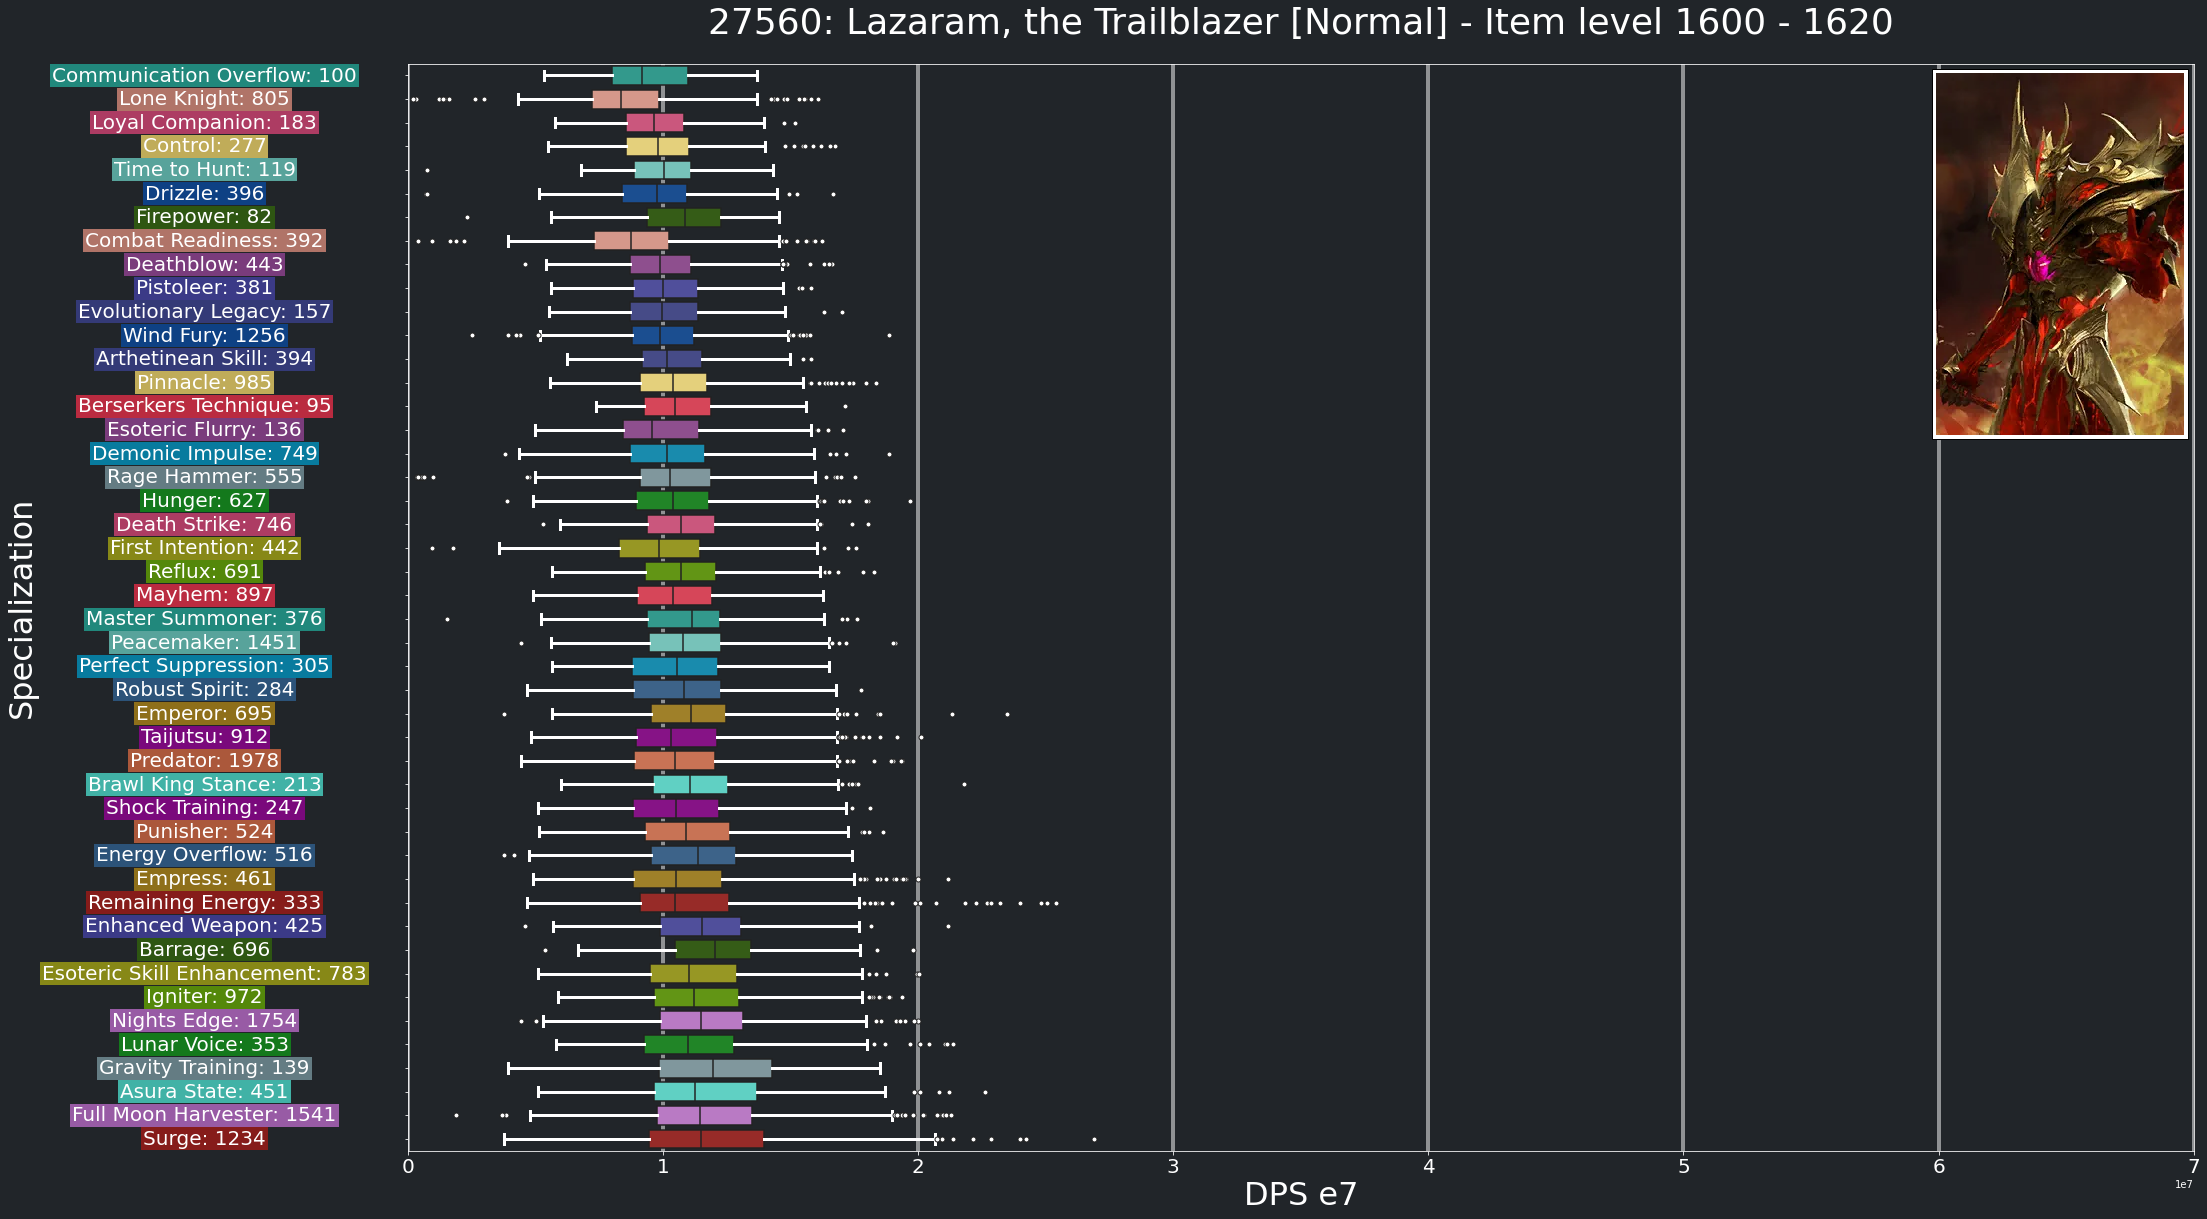 27560: Lazaram, the Trailblazer [Normal] - Item level 1600 - 1620
Communication Overflow: 100
Lone Knight: 805
Loyal Companion: 183
Control: 277
Time to Hunt: 119
Drizzle: 396
Firepower: 82
Combat Readiness: 392
Deathblow: 443
Pistoleer: 381
Evolutionary Legacy: 157
Wind Fury: 1256
Arthetinean Skill: 394
Pinnacle: 985
Berserkers Technique: 95
Esoteric Flurry: 136
Demonic Impulse: 749
Rage Hammer: 555
Hunger: 627
Death Strike: 746
First Intention: 442
Reflux: 691
Mayhem: 897
Master Summoner: 376
Peacemaker: 1451
Perfect Suppression: 305
Robust Spirit: 284
Emperor: 695
Taijutsu: 912
Predator: 1978
Brawl King Stance: 213
Shock Training: 247
Punisher: 524
Energy Overflow: 516
Empress: 461
Remaining Energy: 333
Enhanced Weapon: 425
Barrage: 696
Esoteric Skill Enhancement: 783
Igniter: 972
Nights Edge: 1754
Lunar Voice: 353
Gravity Training: 139
Asura State: 451
Full Moon Harvester: 1541
Surge: 1234
Specialization
0 1 2 3 4 5 6 7
1e7
DPS e7